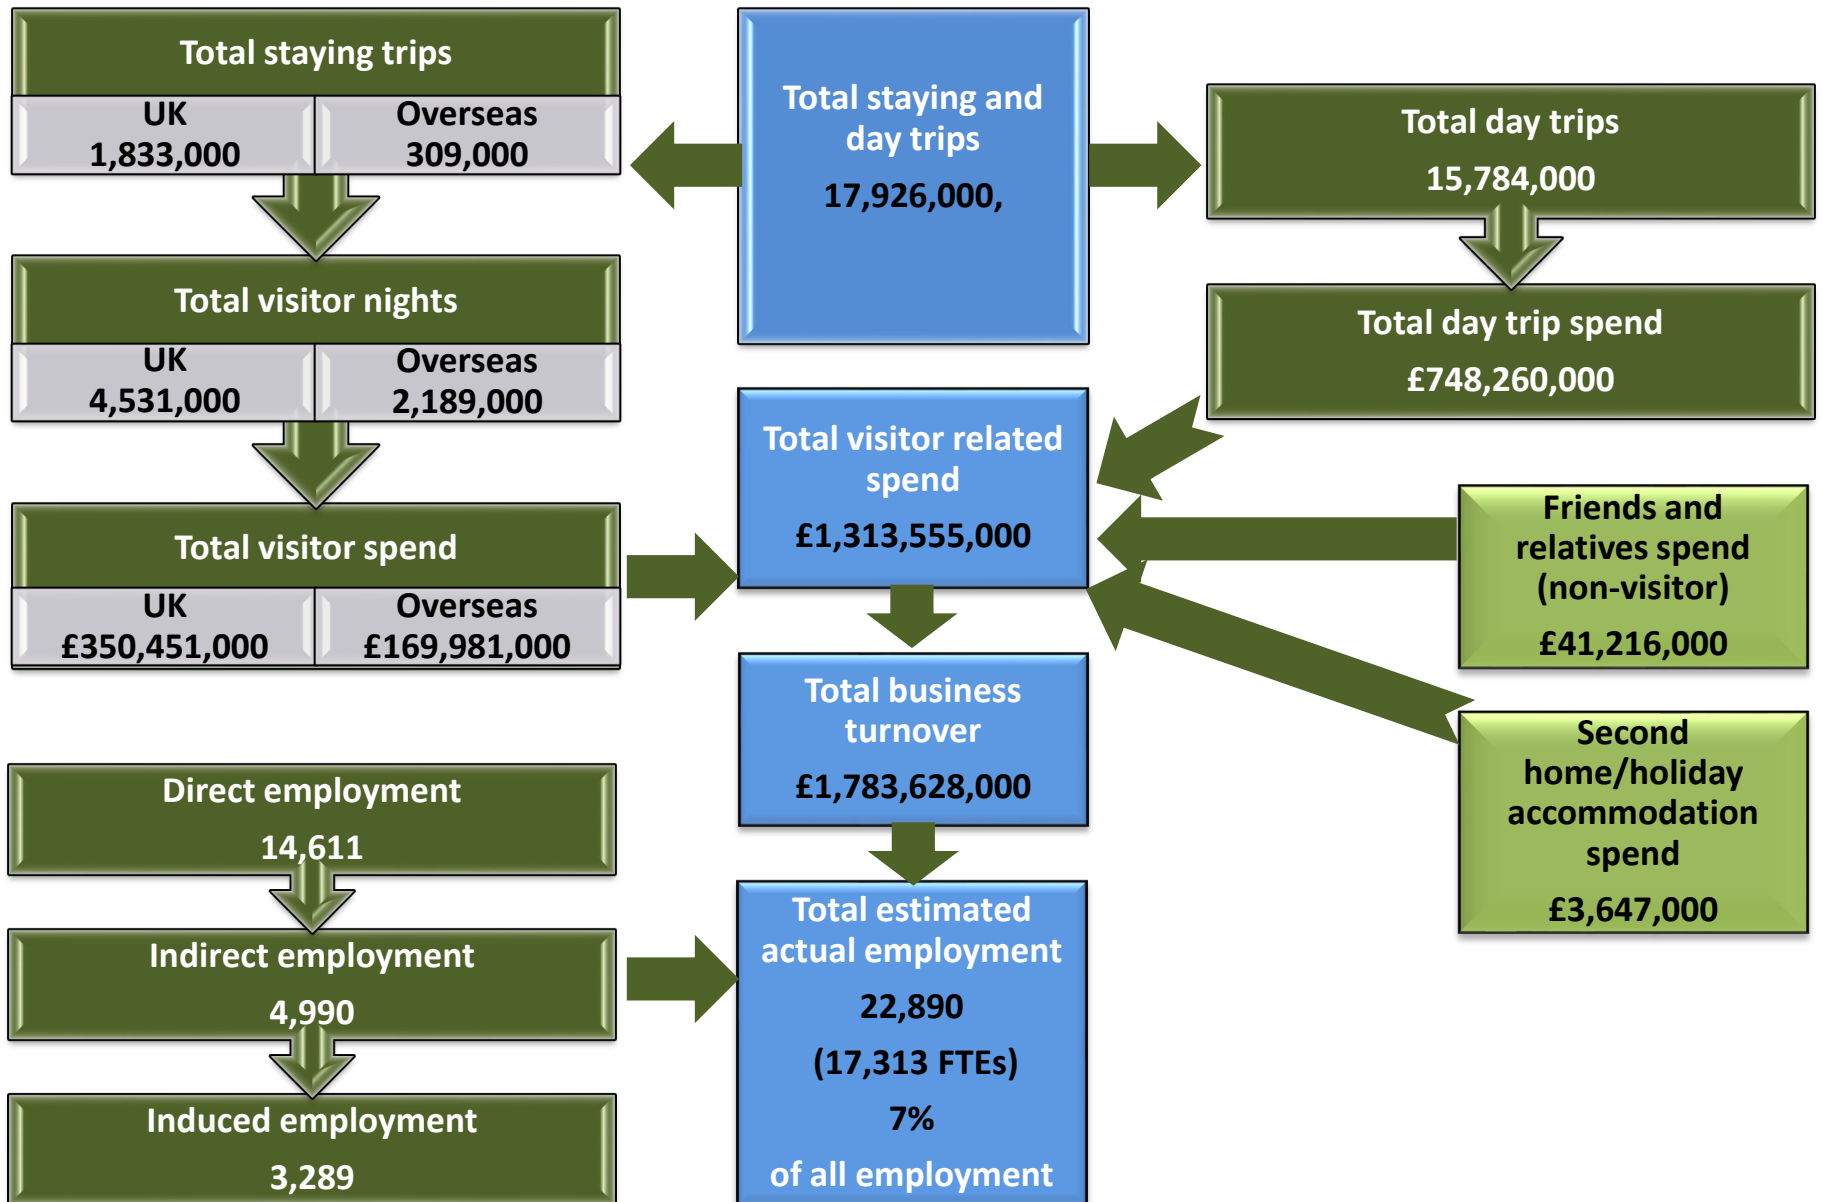 Total staying trips
UK
1,833,000
Overseas
309,000
Total visitor nights
UK
4,531,000
Overseas
2,189,000
Total visitor spend
UK
£350,451,000
Overseas
£169,981,000
Direct employment
14,611
Indirect employment
4,990
Induced employment
3,289
Total staying and
day trips
17,926,000,
Total visitor related
spend
£1,313,555,000
Total business
turnover
£1,783,628,000
Total estimated
actual employment
22,890
(17,313 FTEs)
7%
of all employment
Total day trips
15,784,000
Total day trip spend
£748,260,000
Friends and
relatives spend
(non-visitor)
£41,216,000
Second
home/holiday
accommodation
spend
£3,647,000